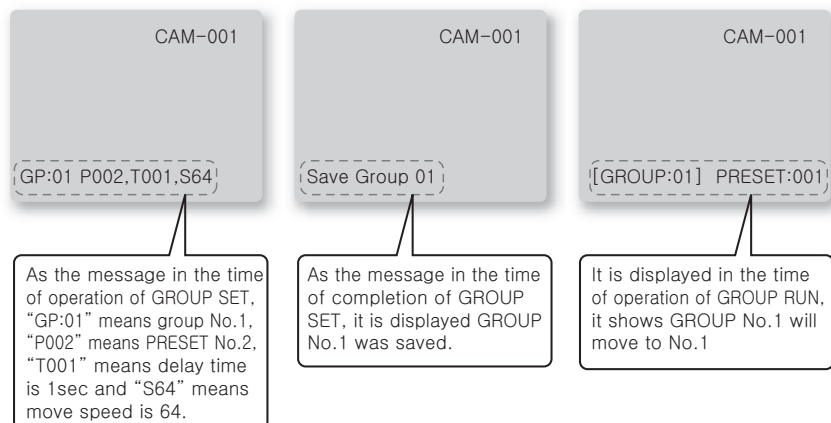 CAM-001
GP:01 P002,T001,S64
As the message in the time
of operation of GROUP SET,
“GP:01” means group No.1,
“P002” means PRESET No.2,
“T001” means delay time
is 1sec and “S64” means
move speed is 64.
CAM-001
Save Group 01
As the message in the time
of completion of GROUP
SET, it is displayed GROUP
No.1 was saved.
CAM-001
[GROUP:01] PRESET:001
It is displayed in the time
of operation of GROUP RUN,
it shows GROUP No.1 will
move to No.1